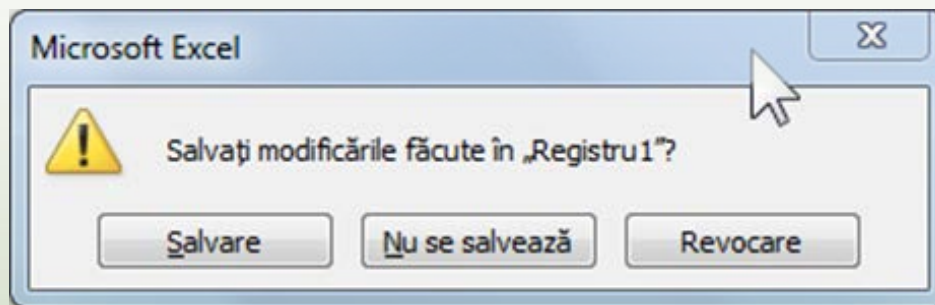 Microsoft Excel
Salvați modificările făcute în „Registru1”?
Salvare
Nu se salvează
Revocare